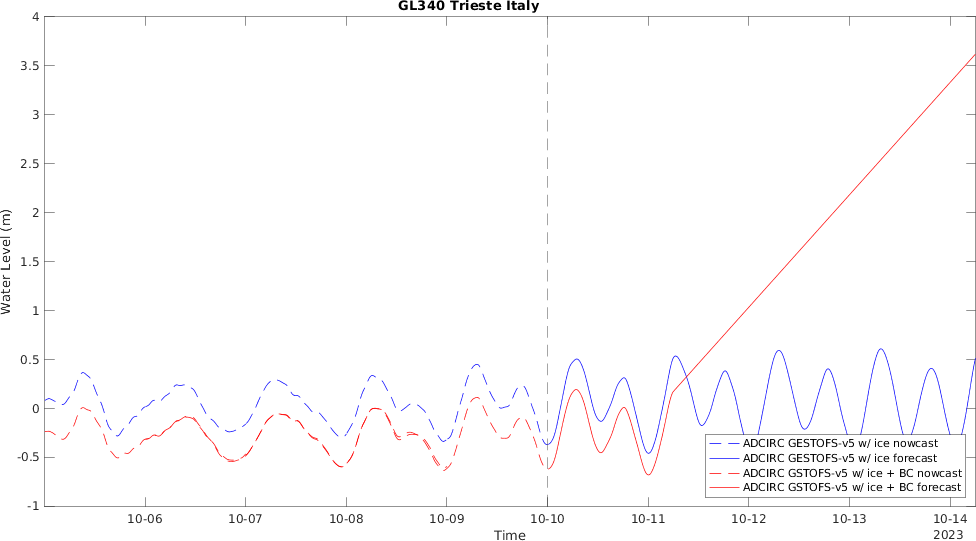 GL340 Trieste Italy
4
3.5
3
2.5
2
1.5
1
0.5
0
-0.5
-1
Water Level (m)
ADCIRC GESTOFS-v5 w/ ice nowcast
ADCIRC GESTOFS-v5 w/ ice forecast
ADCIRC GSTOFS-v5 w/ ice + BC nowcast
ADCIRC GSTOFS-v5 w/ ice + BC forecast
10-06 10-07 10-08 10-09 10-10 10-11 10-12 10-13 10-14
Time 2023